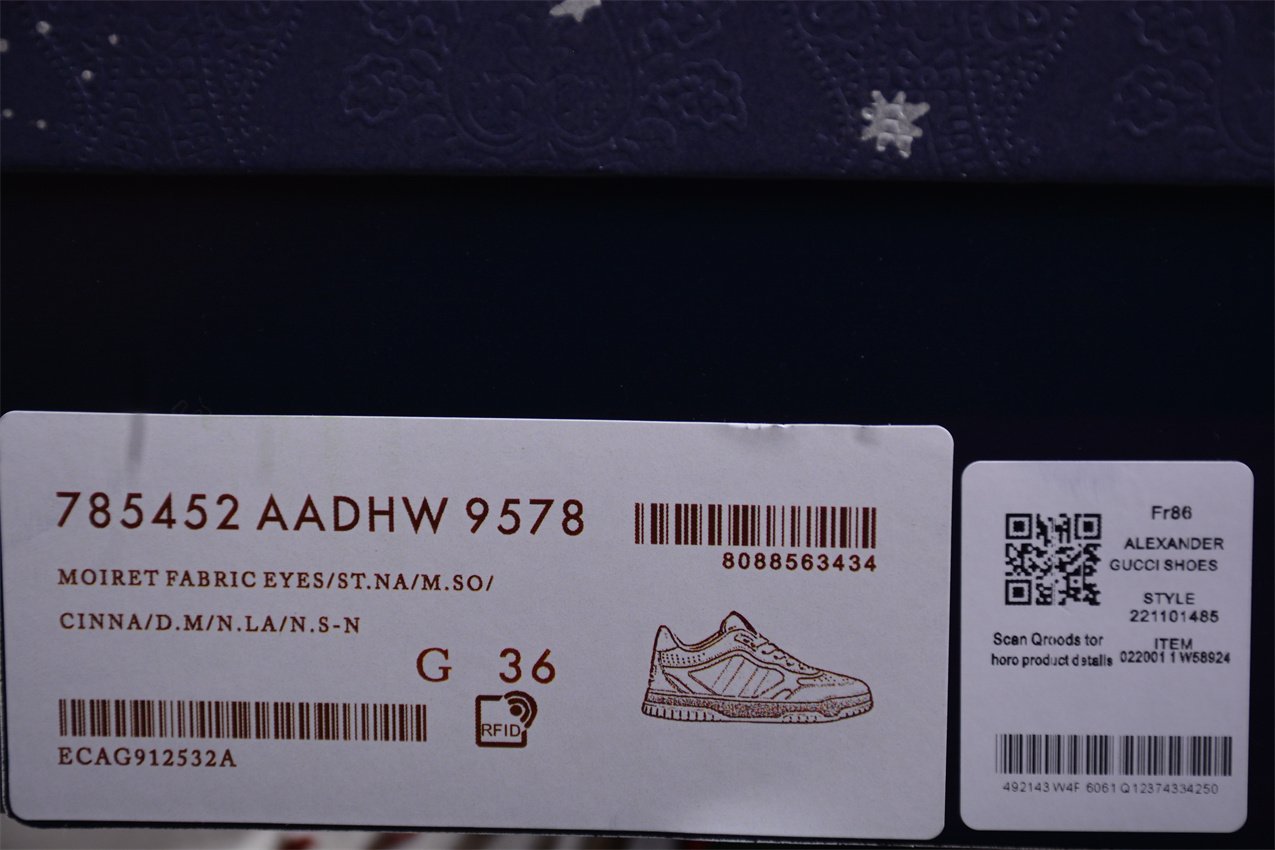 785452 AADHW 9578
8088563434
MOIRET FABRIC EYES/ST.NA/M.SO/
CINNA/D.M/N.LA/N.S-N
G 36
RFID
ECAG912532A
Fr86
ALEXANDER
GUCCI SHOES
STYLE
221101485
Scan Qroods tor
horo product dstalls
ITEM
022001 1 W58924
492143 W4F 6061 Q12374334250